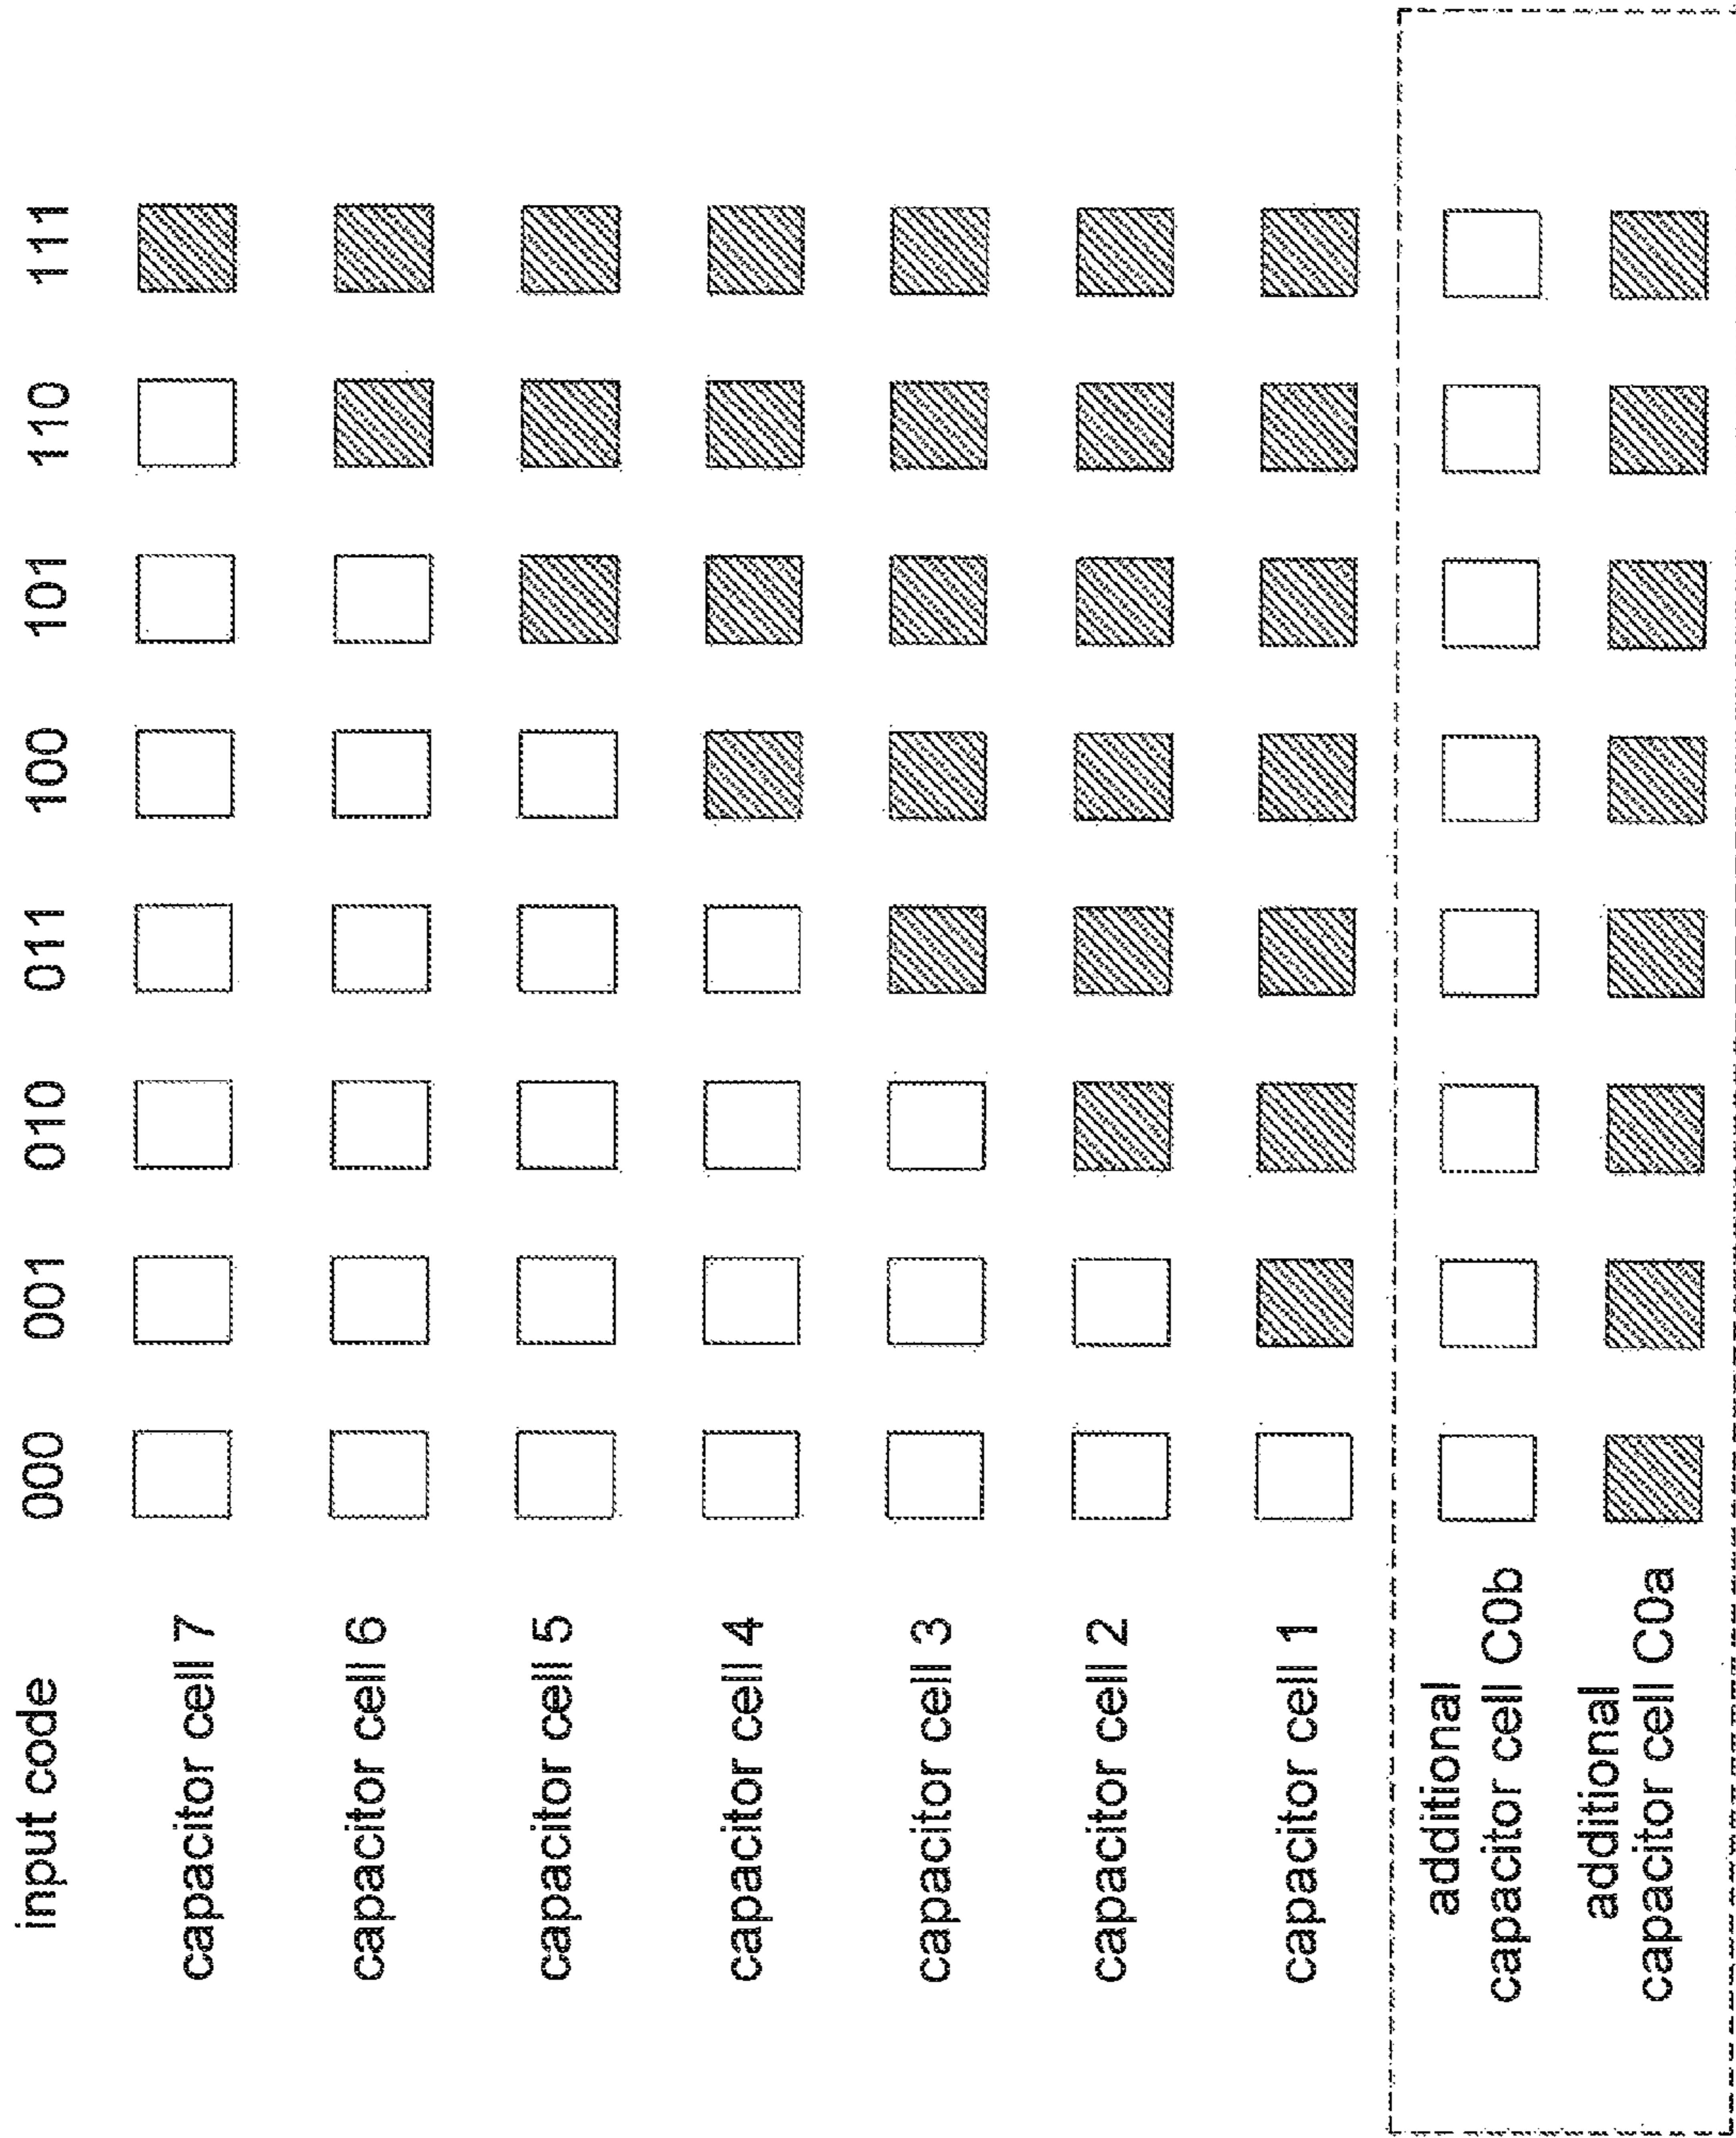 input code
000
001
010
011
100
101
110
111
capacitor cell 7
capacitor cell 6
capacitor cell 5
capacitor cell 4
capacitor cell 3
capacitor cell 2
capacitor cell 1
additional
capacitor cell C0b
additional
capacitor cell C0a